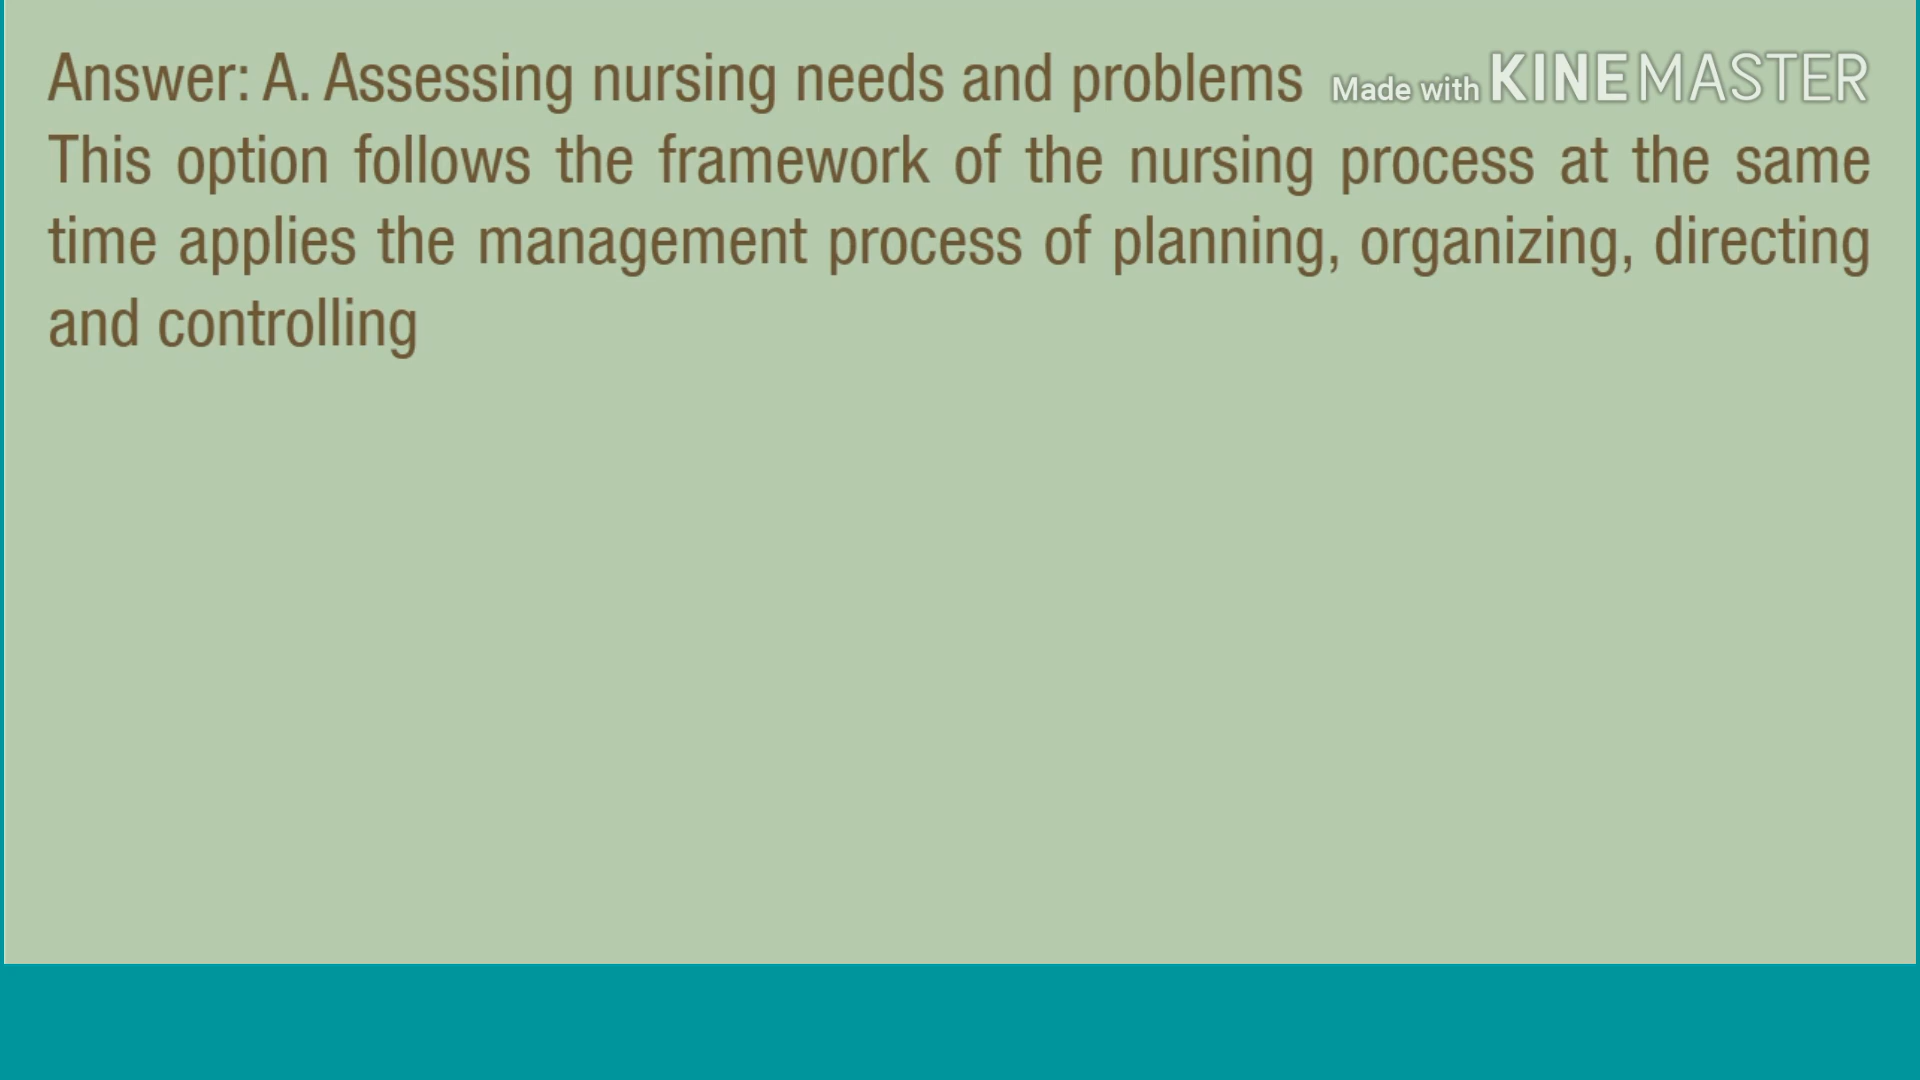 Answer: A. Assessing nursing needs and problems Made with KINEMASTER
This option follows the framework of the nursing process at the same
time applies the management process of planning, organizing, directing
and controlling